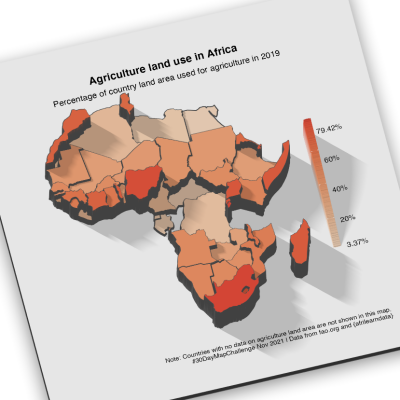 Agriculture land use in Africa
Percentage of country land area used for agriculture in 2019
79.42%
60%
40%
20%
3.37%
Note: Countries with no data on agriculture land area are not shown in this map.
#30DayMapChallenge Nov 2021 | Data from fao.org and (afrilearndata)